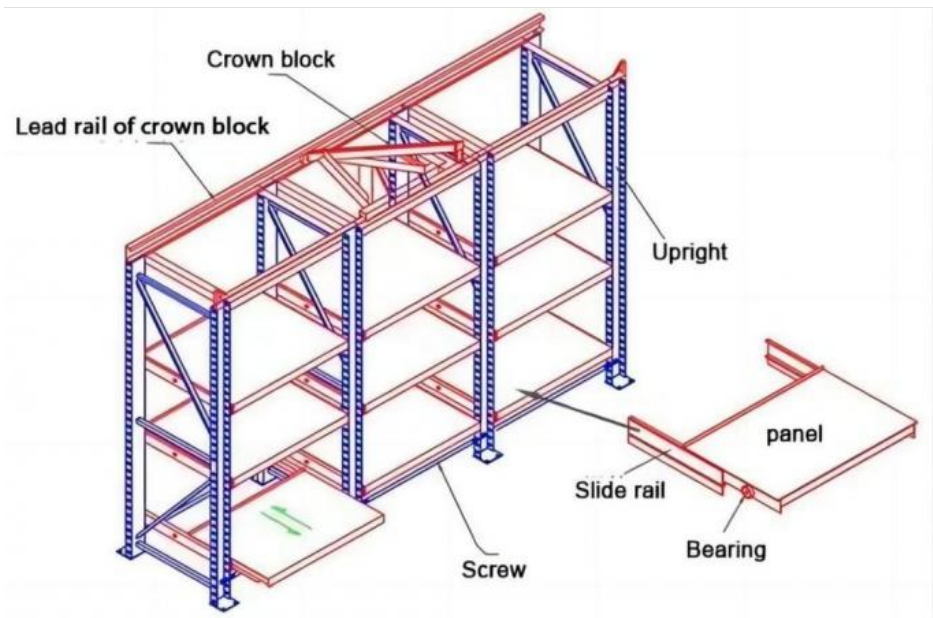 Crown block
Lead rail of crown block
Upright
panel
Slide rail
Bearing
Screw